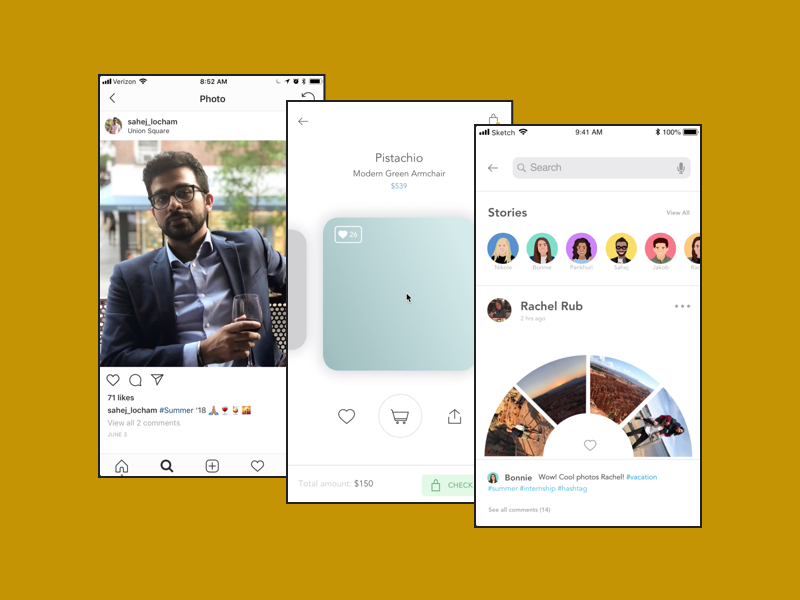 Verizon
8:52 AM
Photo
sahej_locham
Union Square
71 likes
sahej_locham #Summer '18
View all 2 comments
JUNE 3
Pistachio
Modern Green Armchair
$539
26
Total amount: $150
CHECK
Sketch
9:41 AM
100%
Search
Stories
View All
Nikole
Bonnie
Pankhuri
Sahej
Jakob
Rac
Rachel Rub
2 hrs ago
Bonnie Wow! Cool photos Rachel! #vacation
#summer #internship #hashtag
See all comments (14)